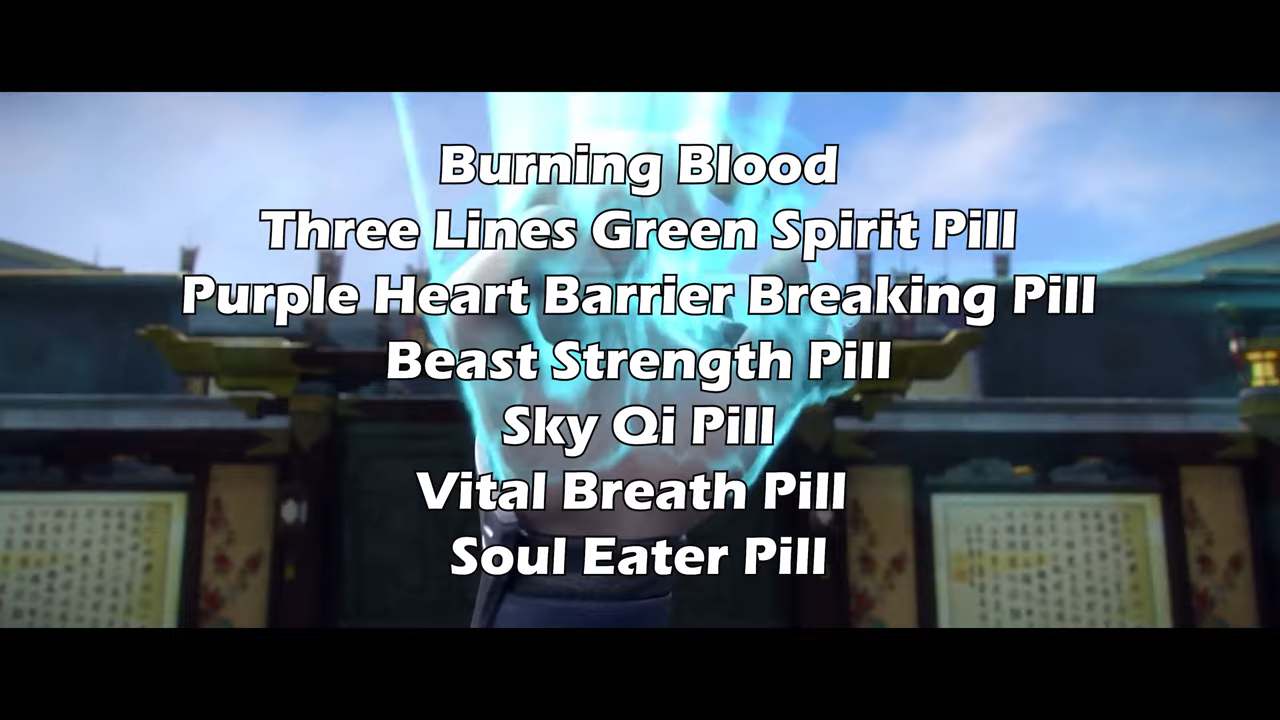 Burning Blood
Three Lines Green Spirit Pill
Purple Heart Barrier Breaking Pill
Beast Strength Pill
Sky Qi Pill
Vital Breath Pill
Soul Eater Pill